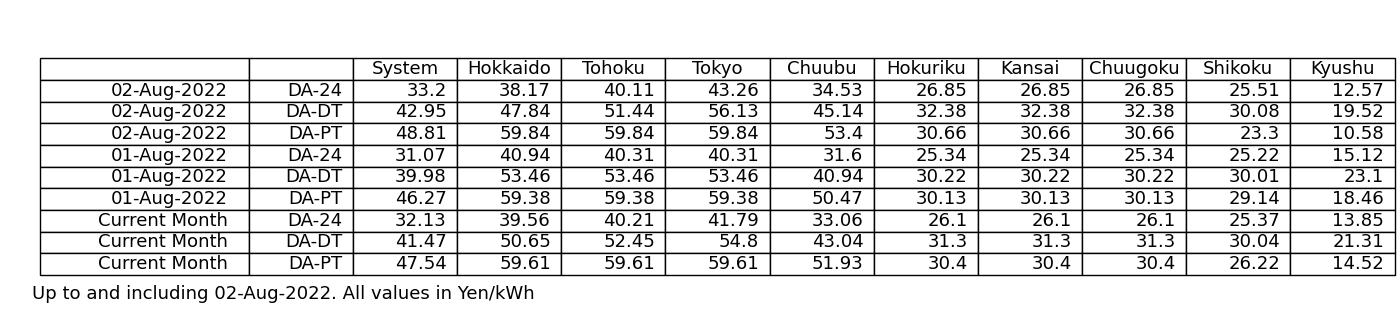 System Hokkaido Tohoku Tokyo Chuubu Hokuriku Kansai Chuugoku Shikoku Kyushu
02-Aug-2022 DA-24 33.2 38.17 40.11 43.26 34.53 26.85 26.85 26.85 25.51 12.57
02-Aug-2022 DA-DT 42.95 47.84 51.44 56.13 45.14 32.38 32.38 32.38 30.08 19.52
02-Aug-2022 DA-PT 48.81 59.84 59.84 59.84 53.4 30.66 30.66 30.66 23.3 10.58
01-Aug-2022 DA-24 31.07 40.94 40.31 40.31 31.6 25.34 25.34 25.34 25.22 15.12
01-Aug-2022 DA-DT 39.98 53.46 53.46 53.46 40.94 30.22 30.22 30.22 30.01 23.1
01-Aug-2022 DA-PT 46.27 59.38 59.38 59.38 50.47 30.13 30.13 30.13 29.14 18.46
Current Month DA-24 32.13 39.56 40.21 41.79 33.06 26.1 26.1 26.1 25.37 13.85
Current Month DA-DT 41.47 50.65 52.45 54.8 43.04 31.3 31.3 31.3 30.04 21.31
Current Month DA-PT 47.54 59.61 59.61 59.61 51.93 30.4 30.4 30.4 26.22 14.52
Up to and including 02-Aug-2022. All values in Yen/kWh